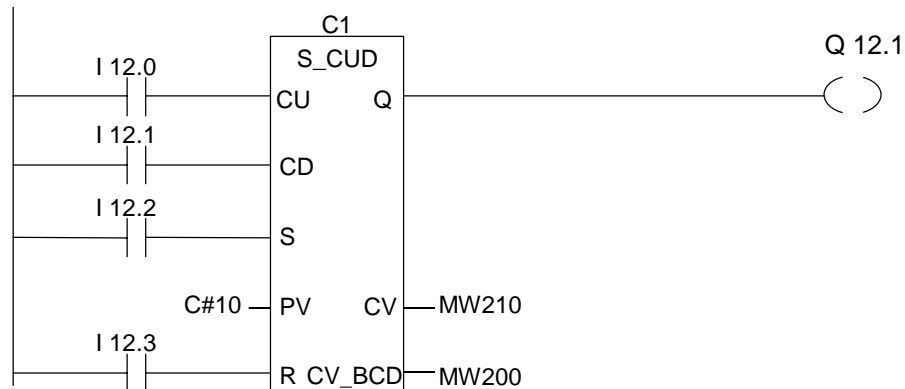 C1
S_CUD
Q 12.1
I 12.0
CU Q
I 12.1
CD
I 12.2
S
C#10 PV CV MW210
I 12.3
R CV_BCD MW200